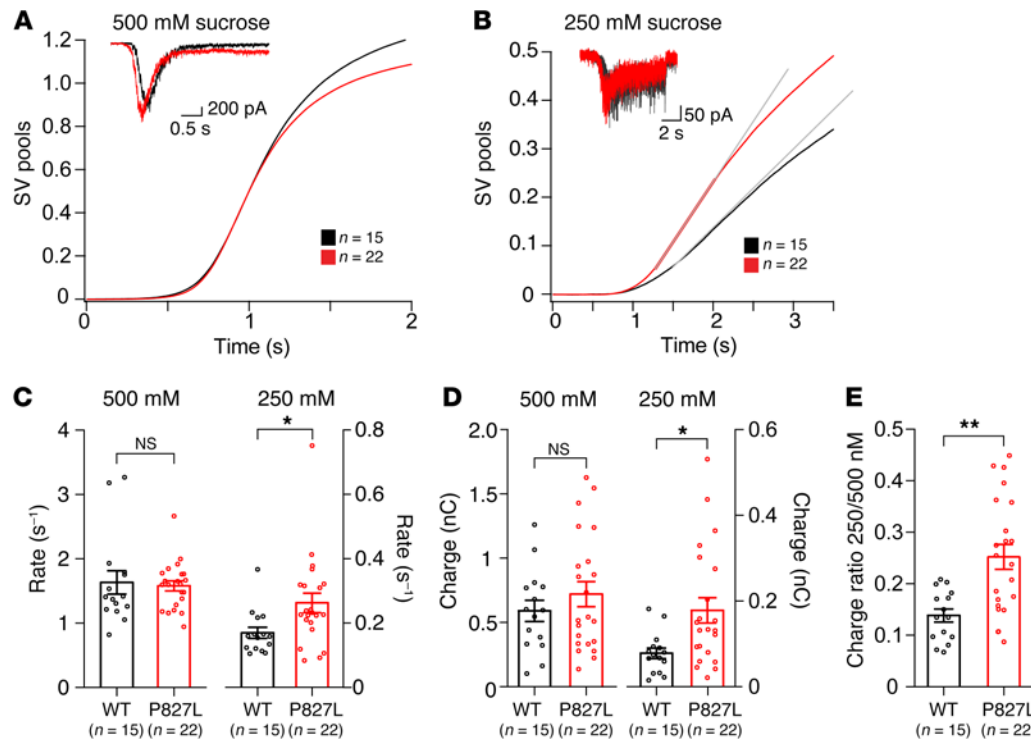 A
500 mM sucrose
1.2
1.0
0.8
0.6
0.4
0.2
0
SV pools
200 pA
0.5 s
n = 15
n = 22
0
1
2
Time (s)
B
250 mM sucrose
0.5
0.4
0.3
0.2
0.1
0
SV pools
50 pA
2 s
n = 15
n = 22
0
1
2
3
Time (s)
C
500 mM
250 mM
NS
*
4
3
2
1
0
Rate (s⁻¹)
0.8
0.6
0.4
0.2
0
Rate (s⁻¹)
WT
(n = 15)
P827L
(n = 22)
WT
(n = 15)
P827L
(n = 22)
D
500 mM
250 mM
NS
*
2.0
1.5
1.0
0.5
0
Charge (nC)
0.6
0.4
0.2
0
Charge (nC)
WT
(n = 15)
P827L
(n = 22)
WT
(n = 15)
P827L
(n = 22)
E
**
0.5
0.4
0.3
0.2
0.1
0
Charge ratio 250/500 nM
WT
(n = 15)
P827L
(n = 22